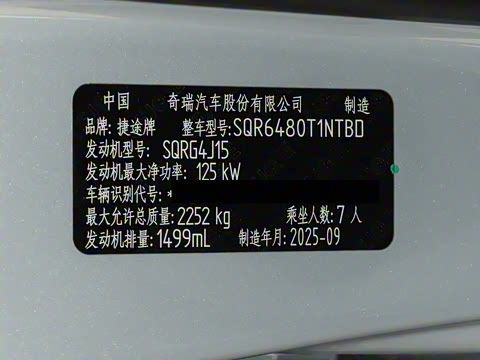 中国 奇瑞汽车股份有限公司 制造
品牌: 捷途牌 整车型号:SQR6480T1NTBD
发动机型号: SQRG4J15
发动机最大净功率: 125 kW
车辆识别代号: *
最大允许总质量:2252 kg 乘坐人数:7 人
发动机排量:1499mL 制造年月:2025-09